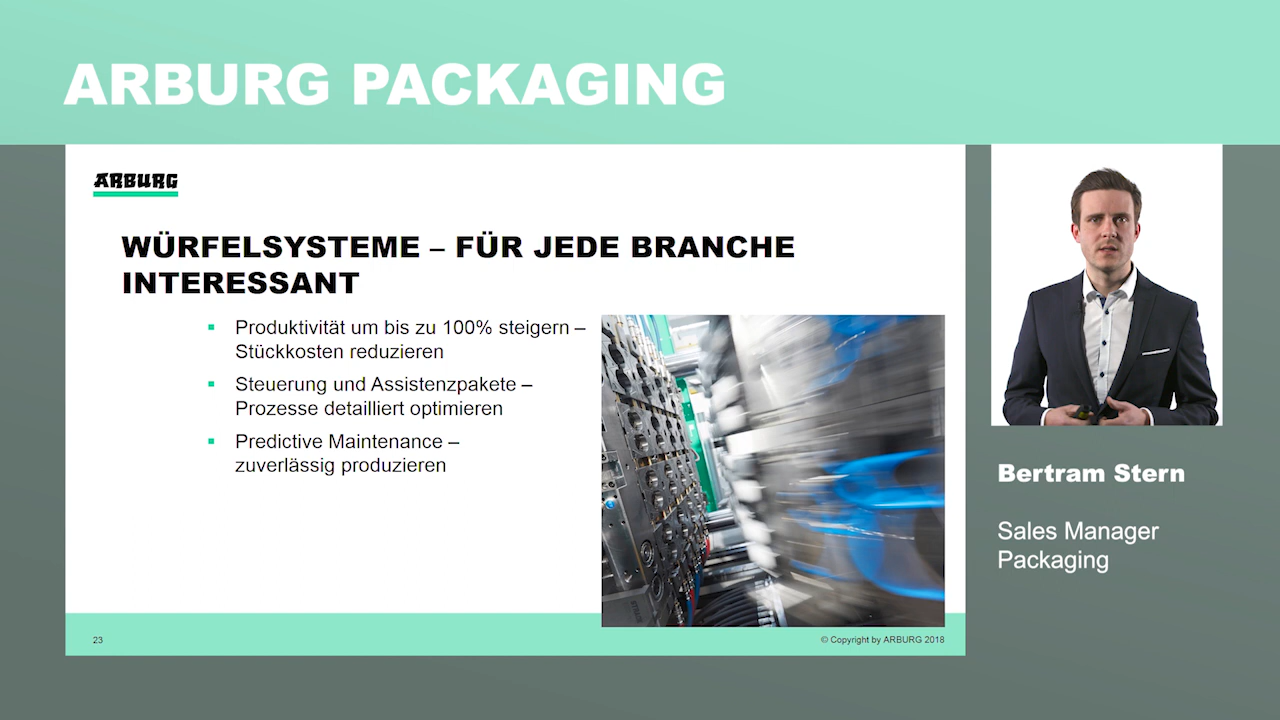 ARBURG PACKAGING
ARBURG
WÜRFELSYSTEME – FÜR JEDE BRANCHE
INTERESSANT
▪ Produktivität um bis zu 100% steigern –
Stückkosten reduzieren
▪ Steuerung und Assistenzpakete –
Prozesse detailliert optimieren
▪ Predictive Maintenance –
zuverlässig produzieren
23
© Copyright by ARBURG 2018
Bertram Stern
Sales Manager
Packaging